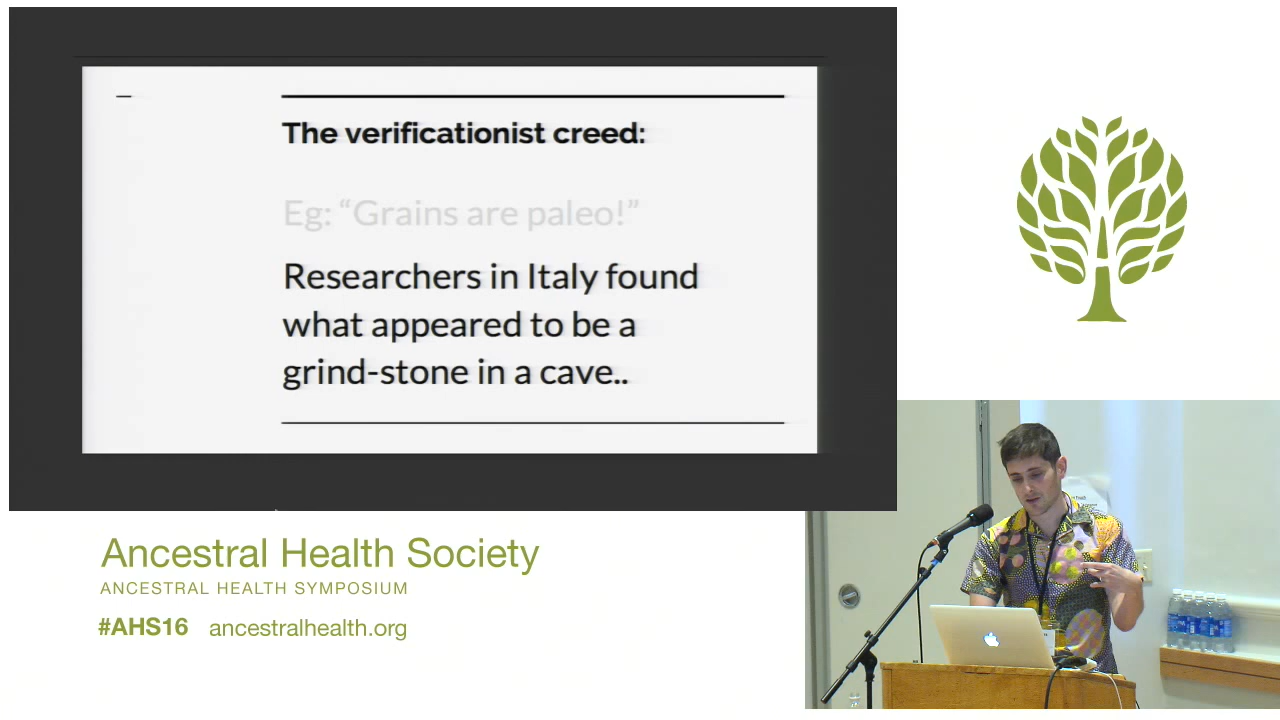 The verificationist creed:
Eg: “Grains are paleo!”
Researchers in Italy found
what appeared to be a
grind-stone in a cave..
Ancestral Health Society
ANCESTRAL HEALTH SYMPOSIUM
#AHS16 ancestralhealth.org